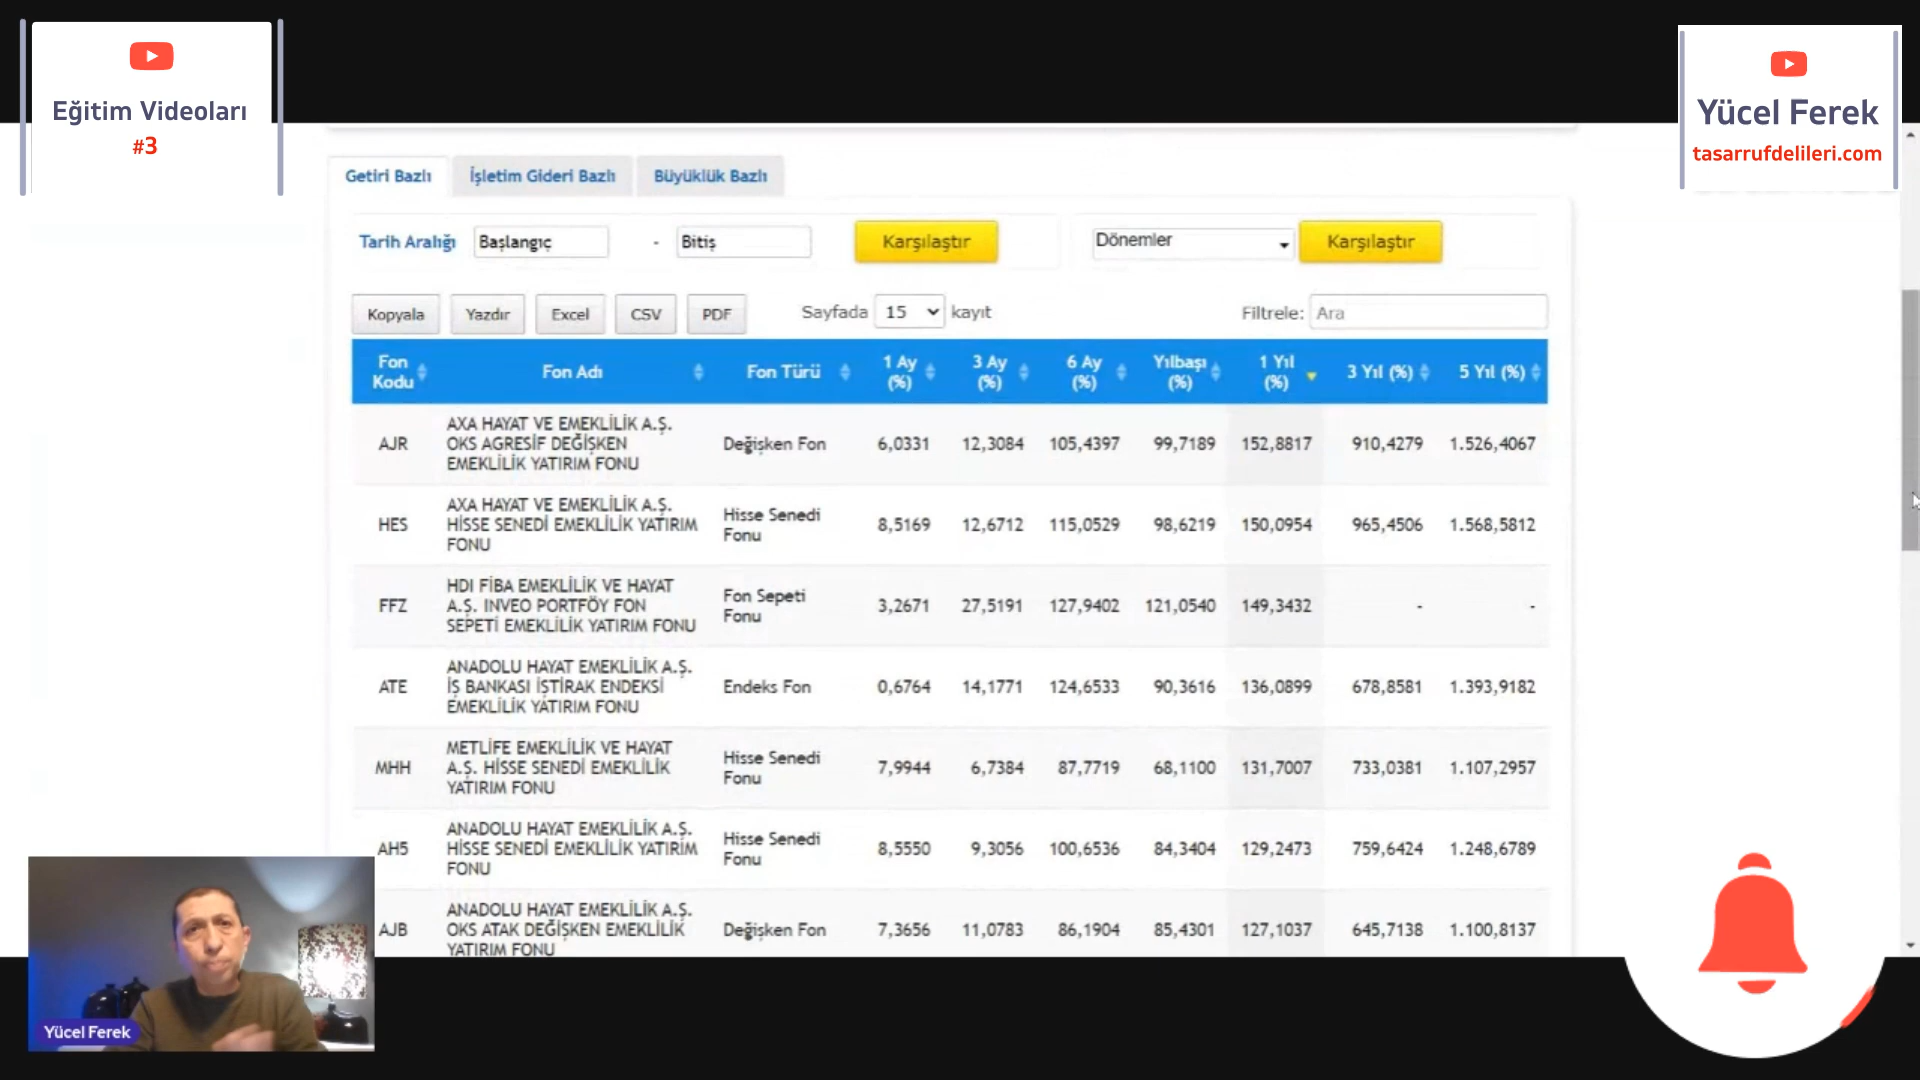 Eğitim Videoları
#3
Yücel Ferek
tasarrufdelileri.com
Getiri Bazlı İşletim Gideri Bazlı Büyüklük Bazlı
Tarih Aralığı Başlangıç - Bitiş Karşılaştır Dönemler Karşılaştır
Kopyala Yazdır Excel CSV PDF Sayfada 15 kayıt Filtrele: Ara
Fon Kodu Fon Adı Fon Türü 1 Ay (%) 3 Ay (%) 6 Ay (%) Yılbaşı (%) 1 Yıl (%) 3 Yıl (%) 5 Yıl (%)
AXA HAYAT VE EMEKLİLİK A.Ş.
AJR OKS AGRESİF DEĞİŞKEN Değişken Fon 6,0331 12,3084 105,4397 99,7189 152,8817 910,4279 1.526,4067
EMEKLİLİK YATIRIM FONU
AXA HAYAT VE EMEKLİLİK A.Ş.
HES HİSSE SENEDİ EMEKLİLİK YATIRIM Hisse Senedi Fonu 8,5169 12,6712 115,0529 98,6219 150,0954 965,4506 1.568,5812
FONU
HDI FİBA EMEKLİLİK VE HAYAT
FFZ A.Ş. INVEO PORTFÖY FON Fon Sepeti Fonu 3,2671 27,5191 127,9402 121,0540 149,3432 - -
SEPETİ EMEKLİLİK YATIRIM FONU
ANADOLU HAYAT EMEKLİLİK A.Ş.
ATE İŞ BANKASI İŞTİRAK ENDEKSİ Endeks Fon 0,6764 14,1771 124,6533 90,3616 136,0899 678,8581 1.393,9182
EMEKLİLİK YATIRIM FONU
METLİFE EMEKLİLİK VE HAYAT
MHH A.Ş. HİSSE SENEDİ EMEKLİLİK Hisse Senedi Fonu 7,9944 6,7384 87,7719 68,1100 131,7007 733,0381 1.107,2957
YATIRIM FONU
ANADOLU HAYAT EMEKLİLİK A.Ş.
AH5 HİSSE SENEDİ EMEKLİLİK YATIRIM Hisse Senedi Fonu 8,5550 9,3056 100,6536 84,3404 129,2473 759,6424 1.248,6789
FONU
ANADOLU HAYAT EMEKLİLİK A.Ş.
AJB OKS ATAK DEĞİŞKEN EMEKLİLİK Değişken Fon 7,3656 11,0783 86,1904 85,4301 127,1037 645,7138 1.100,8137
YATIRIM FONU
Yücel Ferek